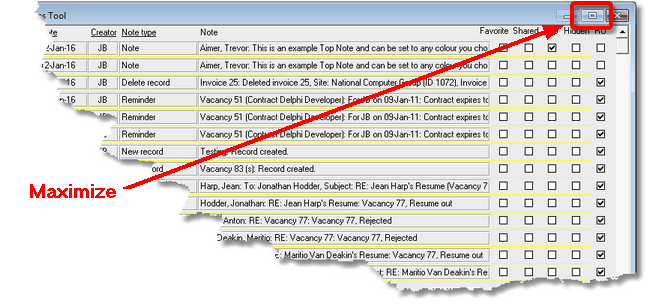 s Tool
Creator Note type Note Favorite Shared Hidden RO
2-Jan-16 JB Note Aimer, Trevor: This is an example Top Note and can be set to any colour you cho
2-Jan-16 JB Note Aimer, Trevor: This is an example Top Note and can be set to any colour you cho
-Jan-16 JB Delete record Invoice 25: Deleted invoice 25, Site: National Computer Group (ID 1072), Invoice
-Jan-16 JB Reminder Vacancy 51 (Contract Delphi Developer): For JB on 09-Jan-11: Contract expires to
JB Reminder Vacancy 51 (Contract Delphi Developer): For JB on 09-Jan-11: Contract expires to
JB Reminder Vacancy 51 (Contract Delphi Developer): For JB on 09-Jan-11: Contract expires to
JB New record Testing: Record created.
ord Vacancy 83 (s): Record created.
Maximize
Harp, Jean: To: Jonathan Hodder, Subject: RE: Jean Harp's Resume (Vacancy 7
Hodder, Jonathan: RE: Jean Harp's Resume: Vacancy 77, Resume out
Anton: RE: Vacancy 77: Vacancy 77, Rejected
Deakin, Maritio: RE: Vacancy 77: Vacancy 77, Rejected
RE: Maritio Van Deakin's Resume: Vacancy 77, Resume out
RE: Maritio Van Deakin's Re